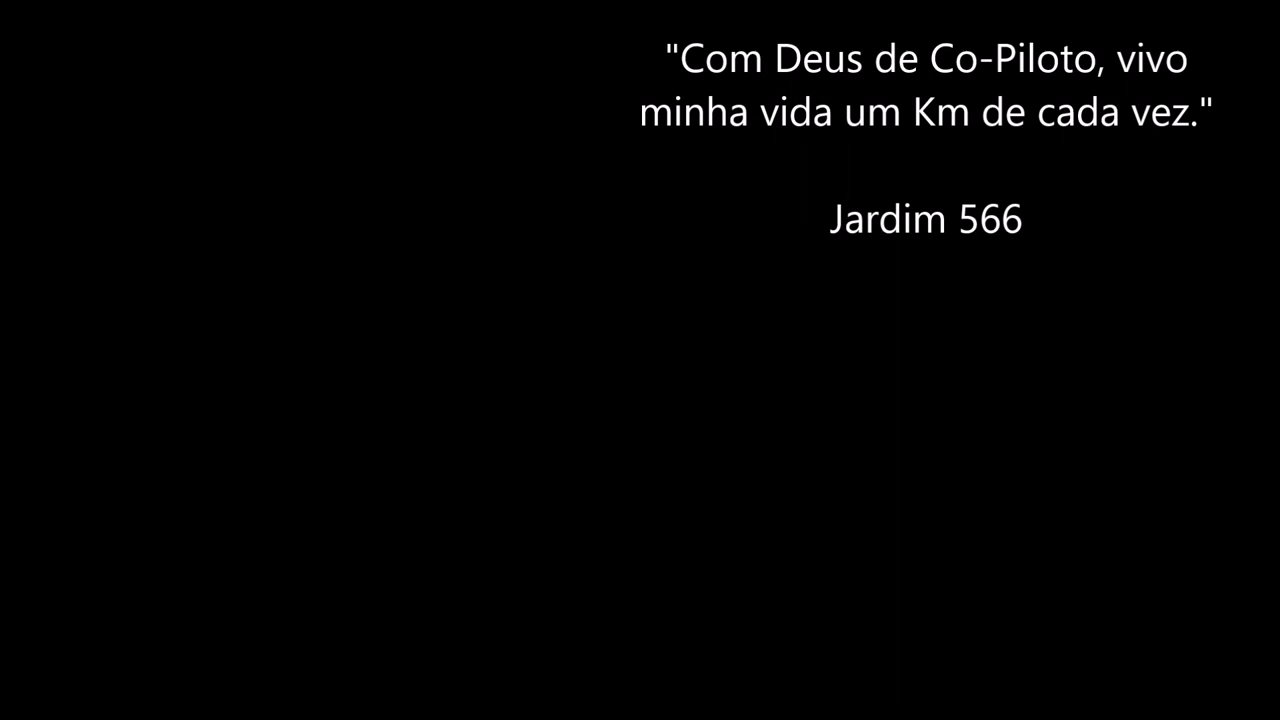 "Com Deus de Co-Piloto, vivo
minha vida um Km de cada vez."
Jardim 566